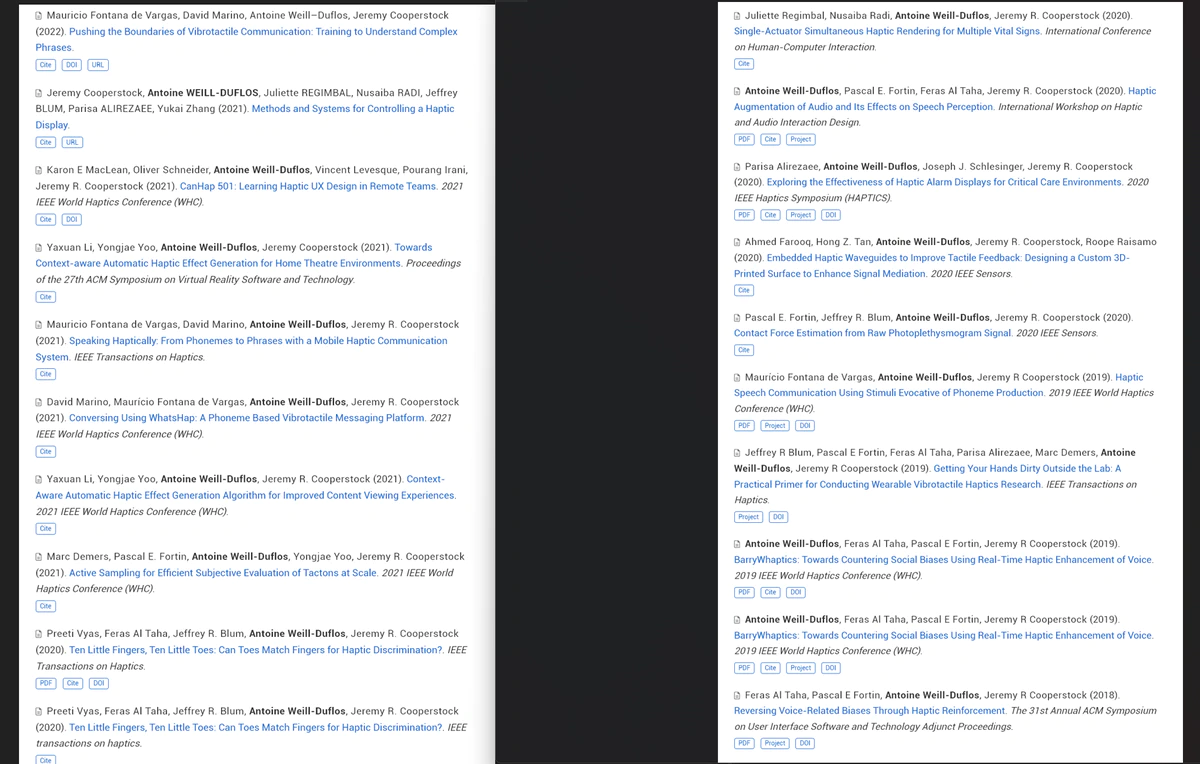 Mauricio Fontana de Vargas, David Marino, Antoine Weill–Duflos, Jeremy Cooperstock
(2022). Pushing the Boundaries of Vibrotactile Communication: Training to Understand Complex
Phrases.
Cite DOI URL
Jeremy Cooperstock, Antoine WEILL-DUFLOS, Juliette REGIMBAL, Nusaiba RADI, Jeffrey
BLUM, Parisa ALIREZAEE, Yukai Zhang (2021). Methods and Systems for Controlling a Haptic
Display.
Cite URL
Karon E MacLean, Oliver Schneider, Antoine Weill-Duflos, Vincent Levesque, Pourang Irani,
Jeremy R. Cooperstock (2021). CanHap 501: Learning Haptic UX Design in Remote Teams. 2021
IEEE World Haptics Conference (WHC).
Cite DOI
Yaxuan Li, Yongjae Yoo, Antoine Weill-Duflos, Jeremy Cooperstock (2021). Towards
Context-aware Automatic Haptic Effect Generation for Home Theatre Environments. Proceedings
of the 27th ACM Symposium on Virtual Reality Software and Technology.
Cite
Mauricio Fontana de Vargas, David Marino, Antoine Weill-Duflos, Jeremy R. Cooperstock
(2021). Speaking Haptically: From Phonemes to Phrases with a Mobile Haptic Communication
System. IEEE Transactions on Haptics.
Cite
David Marino, Maurício Fontana de Vargas, Antoine Weill-Duflos, Jeremy R. Cooperstock
(2021). Conversing Using WhatsHap: A Phoneme Based Vibrotactile Messaging Platform. 2021
IEEE World Haptics Conference (WHC).
Cite
Yaxuan Li, Yongjae Yoo, Antoine Weill-Duflos, Jeremy R. Cooperstock (2021). Context-
Aware Automatic Haptic Effect Generation Algorithm for Improved Content Viewing Experiences.
2021 IEEE World Haptics Conference (WHC).
Cite
Marc Demers, Pascal E. Fortin, Antoine Weill-Duflos, Yongjae Yoo, Jeremy R. Cooperstock
(2021). Active Sampling for Efficient Subjective Evaluation of Tactons at Scale. 2021 IEEE World
Haptics Conference (WHC).
Cite
Preeti Vyas, Feras Al Taha, Jeffrey R. Blum, Antoine Weill-Duflos, Jeremy R. Cooperstock
(2020). Ten Little Fingers, Ten Little Toes: Can Toes Match Fingers for Haptic Discrimination?. IEEE
Transactions on Haptics.
PDF Cite DOI
Preeti Vyas, Feras Al Taha, Jeffrey R. Blum, Antoine Weill-Duflos, Jeremy R. Cooperstock
(2020). Ten Little Fingers, Ten Little Toes: Can Toes Match Fingers for Haptic Discrimination?. IEEE
transactions on haptics.
Cite
Juliette Regimbal, Nusaiba Radi, Antoine Weill-Duflos, Jeremy R. Cooperstock (2020).
Single-Actuator Simultaneous Haptic Rendering for Multiple Vital Signs. International Conference
on Human-Computer Interaction.
Cite
Antoine Weill-Duflos, Pascal E. Fortin, Feras Al Taha, Jeremy R. Cooperstock (2020). Haptic
Augmentation of Audio and Its Effects on Speech Perception. International Workshop on Haptic
and Audio Interaction Design.
PDF Cite Project
Parisa Alirezaee, Antoine Weill-Duflos, Joseph J. Schlesinger, Jeremy R. Cooperstock
(2020). Exploring the Effectiveness of Haptic Alarm Displays for Critical Care Environments. 2020
IEEE Haptics Symposium (HAPTICS).
PDF Cite Project DOI
Ahmed Farooq, Hong Z. Tan, Antoine Weill-Duflos, Jeremy R. Cooperstock, Roope Raisamo
(2020). Embedded Haptic Waveguides to Improve Tactile Feedback: Designing a Custom 3D-
Printed Surface to Enhance Signal Mediation. 2020 IEEE Sensors.
Cite
Pascal E. Fortin, Jeffrey R. Blum, Antoine Weill-Duflos, Jeremy R. Cooperstock (2020).
Contact Force Estimation from Raw Photoplethysmogram Signal. 2020 IEEE Sensors.
Cite
Maurício Fontana de Vargas, Antoine Weill-Duflos, Jeremy R Cooperstock (2019). Haptic
Speech Communication Using Stimuli Evocative of Phoneme Production. 2019 IEEE World Haptics
Conference (WHC).
PDF Project DOI
Jeffrey R Blum, Pascal E Fortin, Feras Al Taha, Parisa Alirezaee, Marc Demers, Antoine
Weill-Duflos, Jeremy R Cooperstock (2019). Getting Your Hands Dirty Outside the Lab: A
Practical Primer for Conducting Wearable Vibrotactile Haptics Research. IEEE Transactions on
Haptics.
Project DOI
Antoine Weill-Duflos, Feras Al Taha, Pascal E Fortin, Jeremy R Cooperstock (2019).
BarryWhaptics: Towards Countering Social Biases Using Real-Time Haptic Enhancement of Voice.
2019 IEEE World Haptics Conference (WHC).
PDF Cite DOI
Antoine Weill-Duflos, Feras Al Taha, Pascal E Fortin, Jeremy R Cooperstock (2019).
BarryWhaptics: Towards Countering Social Biases Using Real-Time Haptic Enhancement of Voice.
2019 IEEE World Haptics Conference (WHC).
PDF Cite Project DOI
Feras Al Taha, Pascal E Fortin, Antoine Weill-Duflos, Jeremy R Cooperstock (2018).
Reversing Voice-Related Biases Through Haptic Reinforcement. The 31st Annual ACM Symposium
on User Interface Software and Technology Adjunct Proceedings.
PDF Project DOI